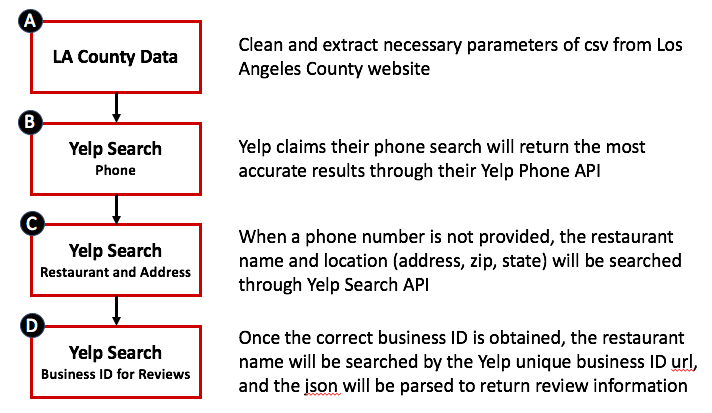 A
LA County Data
Clean and extract necessary parameters of csv from Los
Angeles County website
B
Yelp Search
Phone
Yelp claims their phone search will return the most
accurate results through their Yelp Phone API
C
Yelp Search
Restaurant and Address
When a phone number is not provided, the restaurant
name and location (address, zip, state) will be searched
through Yelp Search API
D
Yelp Search
Business ID for Reviews
Once the correct business ID is obtained, the restaurant
name will be searched by the Yelp unique business ID url,
and the json will be parsed to return review information